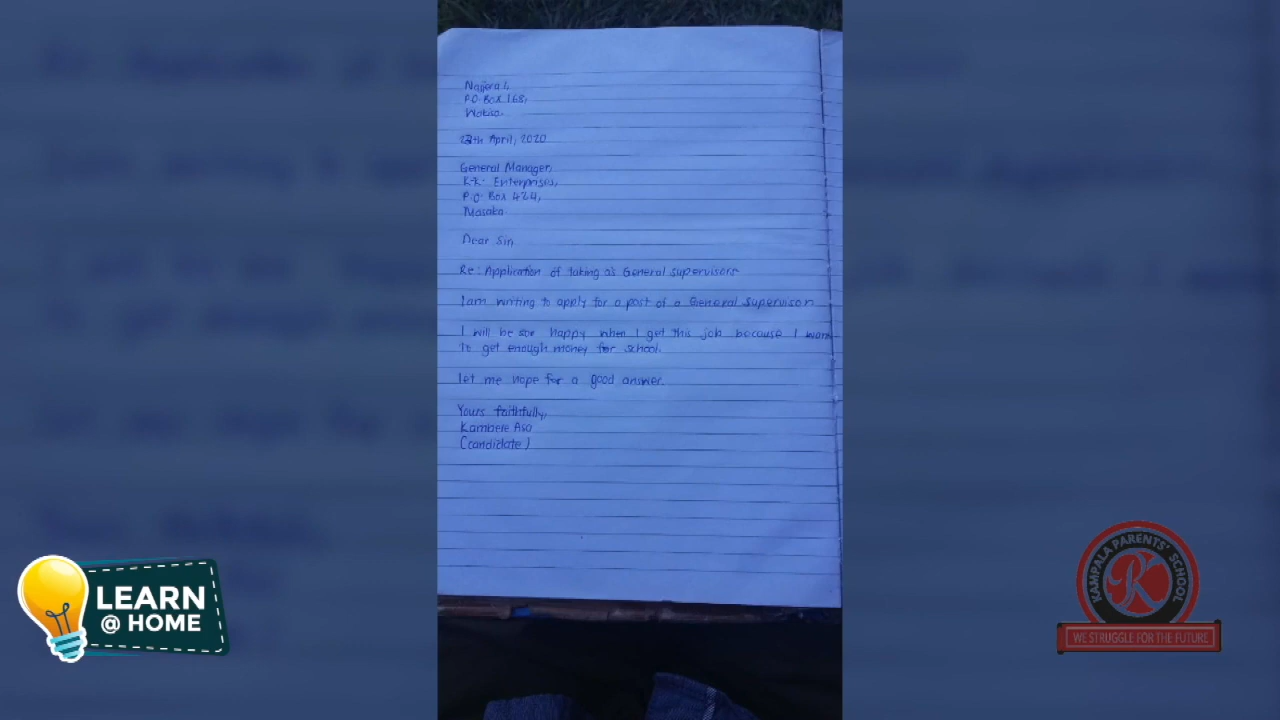 Najjera 1,
P.O. Box 168,
Wakiso.
April, 2020
General Manager,
K.K. Enterprises,
P.O. Box 424,
Masaka
Dear Sir,
Re: Application of taking as General Supervisors
I am writing to apply for a post of a General Supervisor
I will be so happy when I get this job because I want
to get enough money for school.
let me hope for a good answer.
Yours faithfully,
Kambere Asa
(candidate)
LEARN
@ HOME
KAMPALA PARENTS' SCHOOL
WE STRUGGLE FOR THE FUTURE